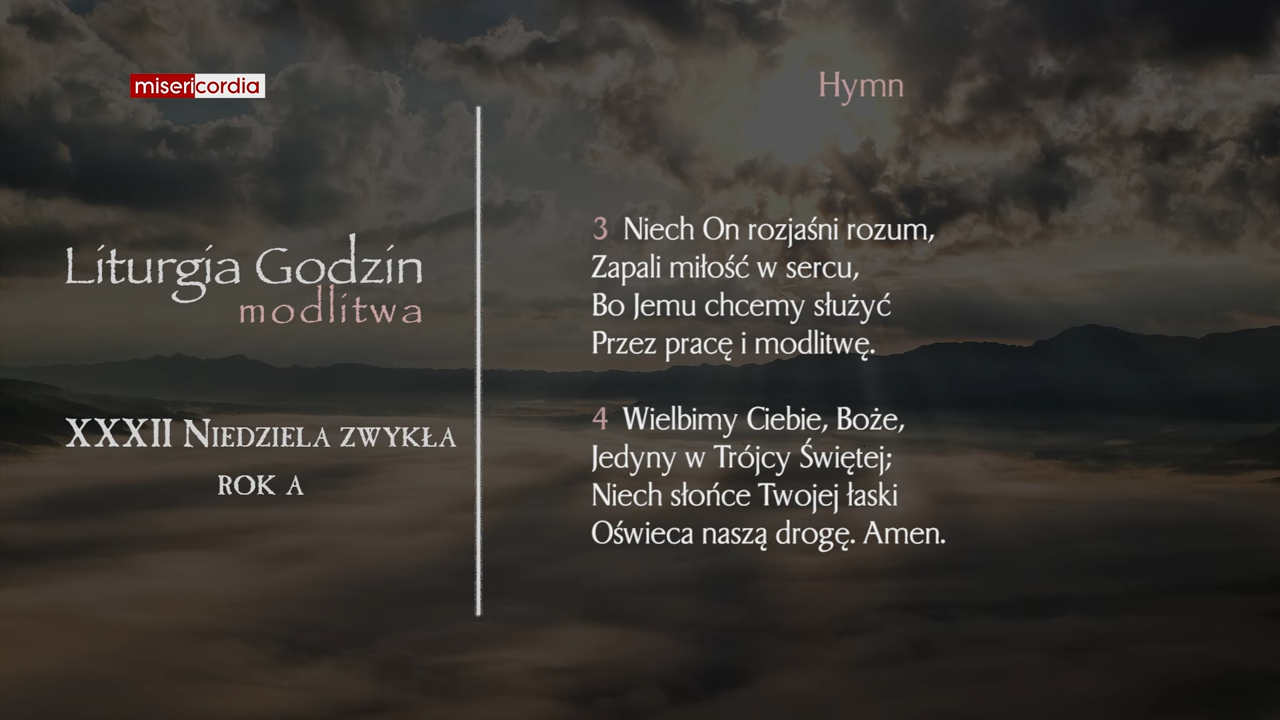 misericordia
Liturgia Godzin
modlitwa
XXXII Niedziela zwykła
rok A
Hymn
3 Niech On rozjaśni rozum,
Zapali miłość w sercu,
Bo Jemu chcemy służyć
Przez pracę i modlitwę.
4 Wielbimy Ciebie, Boże,
Jedyny w Trójcy Świętej;
Niech słońce Twojej łaski
Oświeca naszą drogę. Amen.